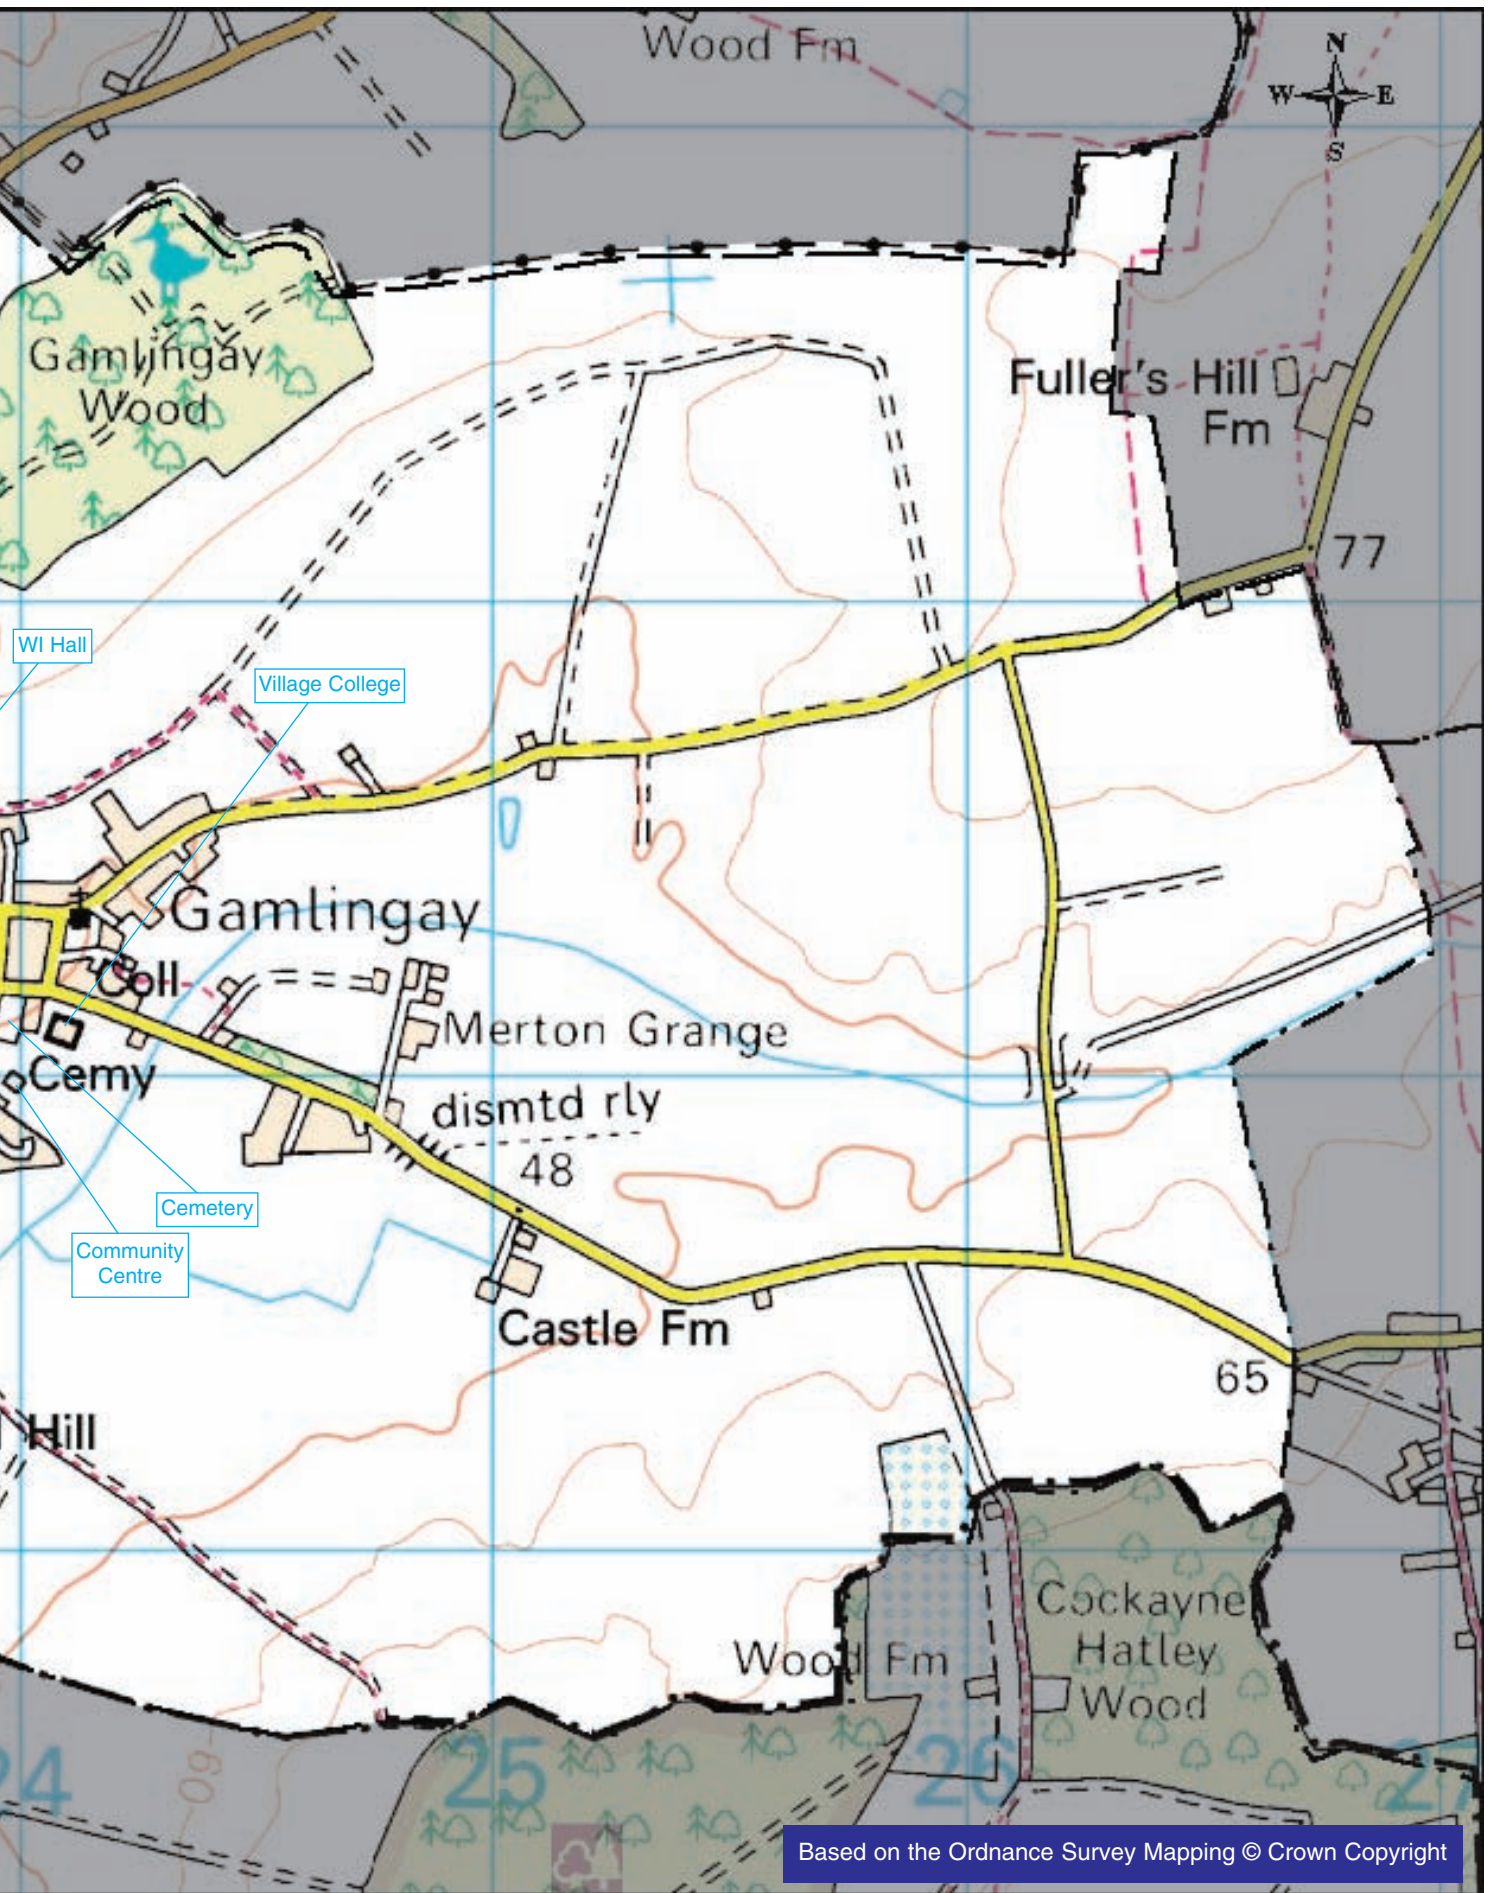 Wood Fm
N
W
E
S
Gamlingay
Wood
Fuller's Hill
Fm
77
WI Hall
Village College
Gamlingay
Coll
Merton Grange
Cemy
dismtd rly
48
Cemetery
Community
Centre
Castle Fm
65
Hill
Cockayne
Hatley
Wood
Wood Fm
24
25
26
27
60
Based on the Ordnance Survey Mapping © Crown Copyright